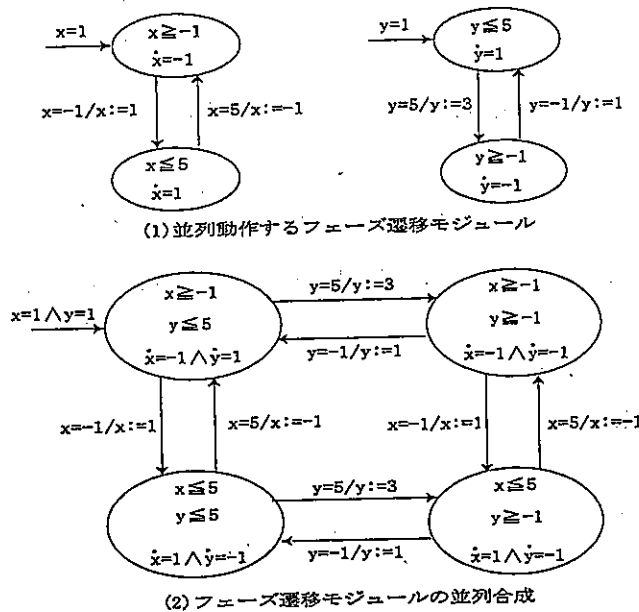 x=1
x≧−1
ẋ=−1
x=−1/x:=1
x=5/x:=−1
x≦5
ẋ=1
y=1
y≦5
ẏ=1
y=5/y:=3
y=−1/y:=1
y≧−1
ẏ=−1
(1)並列動作するフェーズ遷移モジュール
x=1∧y=1
x≧−1
y≦5
ẋ=−1∧ẏ=1
y=5/y:=3
y=−1/y:=1
x≧−1
y≧−1
ẋ=−1∧ẏ=−1
x=−1/x:=1
x=5/x:=−1
x=−1/x:=1
x=5/x:=−1
x≦5
y≦5
ẋ=1∧ẏ=−1
y=5/y:=3
y=−1/y:=1
x≦5
y≧−1
ẋ=1∧ẏ=−1
(2)フェーズ遷移モジュールの並列合成